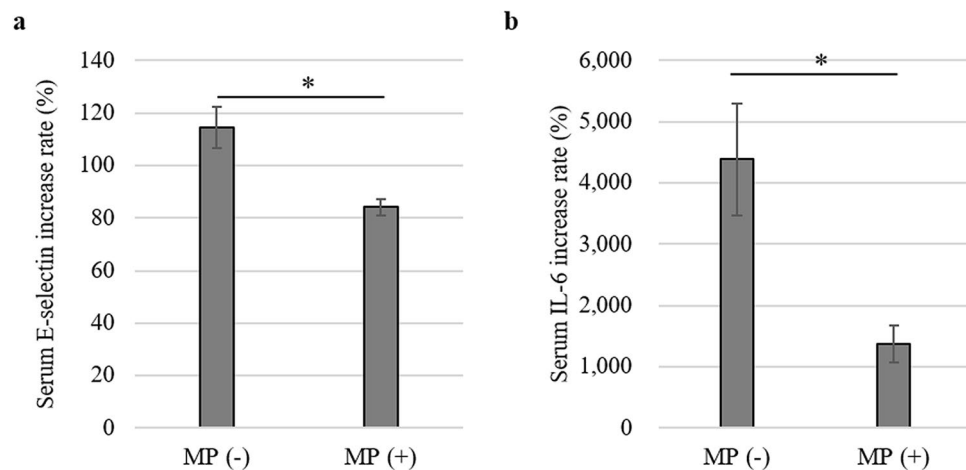 a
Serum E-selectin increase rate (%)
140
120
100
80
60
40
20
0
*
MP (-)
MP (+)
b
Serum IL-6 increase rate (%)
6,000
5,000
4,000
3,000
2,000
1,000
0
*
MP (-)
MP (+)